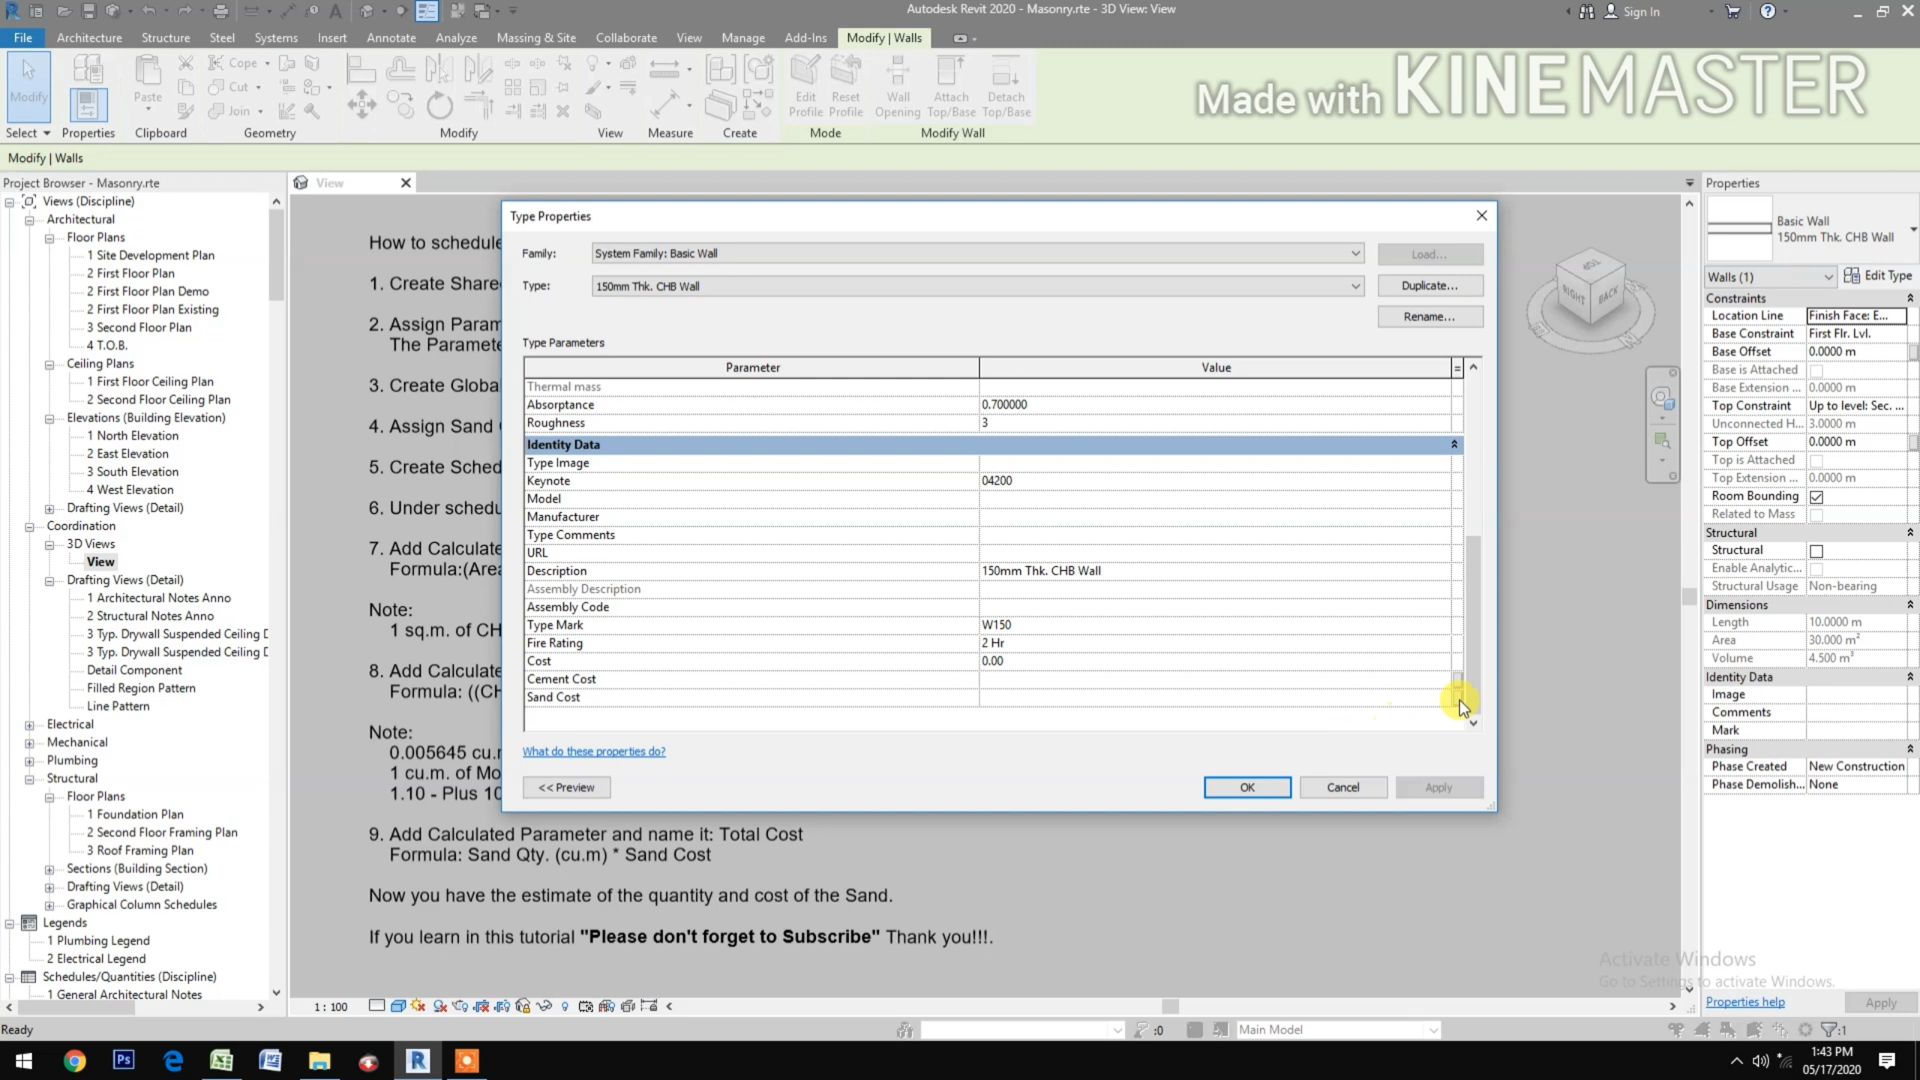 Autodesk Revit 2020 - Masonry.rte - 3D View: View
Sign In
File Architecture Structure Steel Systems Insert Annotate Analyze Massing & Site Collaborate View Manage Add-Ins Modify | Walls
Modify
Paste
Cope
Cut
Join
Edit Profile
Reset Profile
Wall Opening
Attach Top/Base
Detach Top/Base
Select Properties Clipboard Geometry Modify View Measure Create Mode Modify Wall
Made with KINEMASTER
Modify | Walls
Project Browser - Masonry.rte
Views (Discipline)
Architectural
Floor Plans
1 Site Development Plan
2 First Floor Plan
2 First Floor Plan Demo
2 First Floor Plan Existing
3 Second Floor Plan
4 T.O.B.
Ceiling Plans
1 First Floor Ceiling Plan
2 Second Floor Ceiling Plan
Elevations (Building Elevation)
1 North Elevation
2 East Elevation
3 South Elevation
4 West Elevation
Drafting Views (Detail)
Coordination
3D Views
View
Drafting Views (Detail)
1 Architectural Notes Anno
2 Structural Notes Anno
3 Typ. Drywall Suspended Ceiling D
3 Typ. Drywall Suspended Ceiling D
Detail Component
Filled Region Pattern
Line Pattern
Electrical
Mechanical
Plumbing
Structural
Floor Plans
1 Foundation Plan
2 Second Floor Framing Plan
3 Roof Framing Plan
Sections (Building Section)
Drafting Views (Detail)
Graphical Column Schedules
Legends
1 Plumbing Legend
2 Electrical Legend
Schedules/Quantities (Discipline)
1 General Architectural Notes
View
How to schedule
1. Create Share
2. Assign Param
The Paramete
3. Create Globa
4. Assign Sand
5. Create Sched
6. Under schedu
7. Add Calculate
Formula:(Area
Note:
1 sq.m. of CH
8. Add Calculate
Formula: ((CH
Note:
0.005645 cu.m
1 cu.m. of Mo
1.10 - Plus 10
9. Add Calculated Parameter and name it: Total Cost
Formula: Sand Qty. (cu.m) * Sand Cost
Now you have the estimate of the quantity and cost of the Sand.
If you learn in this tutorial "Please don't forget to Subscribe" Thank you!!!.
Type Properties
Family: System Family: Basic Wall Load...
Type: 150mm Thk. CHB Wall Duplicate...
Rename...
Type Parameters
Parameter Value =
Thermal mass
Absorptance 0.700000
Roughness 3
Identity Data
Type Image
Keynote 04200
Model
Manufacturer
Type Comments
URL
Description 150mm Thk. CHB Wall
Assembly Description
Assembly Code
Type Mark W150
Fire Rating 2 Hr
Cost 0.00
Cement Cost
Sand Cost
What do these properties do?
<< Preview OK Cancel Apply
TOP
RIGHT BACK
Properties
Basic Wall
150mm Thk. CHB Wall
Walls (1) Edit Type
Constraints
Location Line Finish Face: E...
Base Constraint First Flr. Lvl.
Base Offset 0.0000 m
Base is Attached
Base Extension ... 0.0000 m
Top Constraint Up to level: Sec. ...
Unconnected H... 3.0000 m
Top Offset 0.0000 m
Top is Attached
Top Extension ... 0.0000 m
Room Bounding
Related to Mass
Structural
Structural
Enable Analytic...
Structural Usage Non-bearing
Dimensions
Length 10.0000 m
Area 30.000 m²
Volume 4.500 m³
Identity Data
Image
Comments
Mark
Phasing
Phase Created New Construction
Phase Demolish... None
Activate Windows
Go to Settings to activate Windows.
Properties help Apply
1 : 100
Ready
:0
Main Model
:1
1:43 PM
05/17/2020